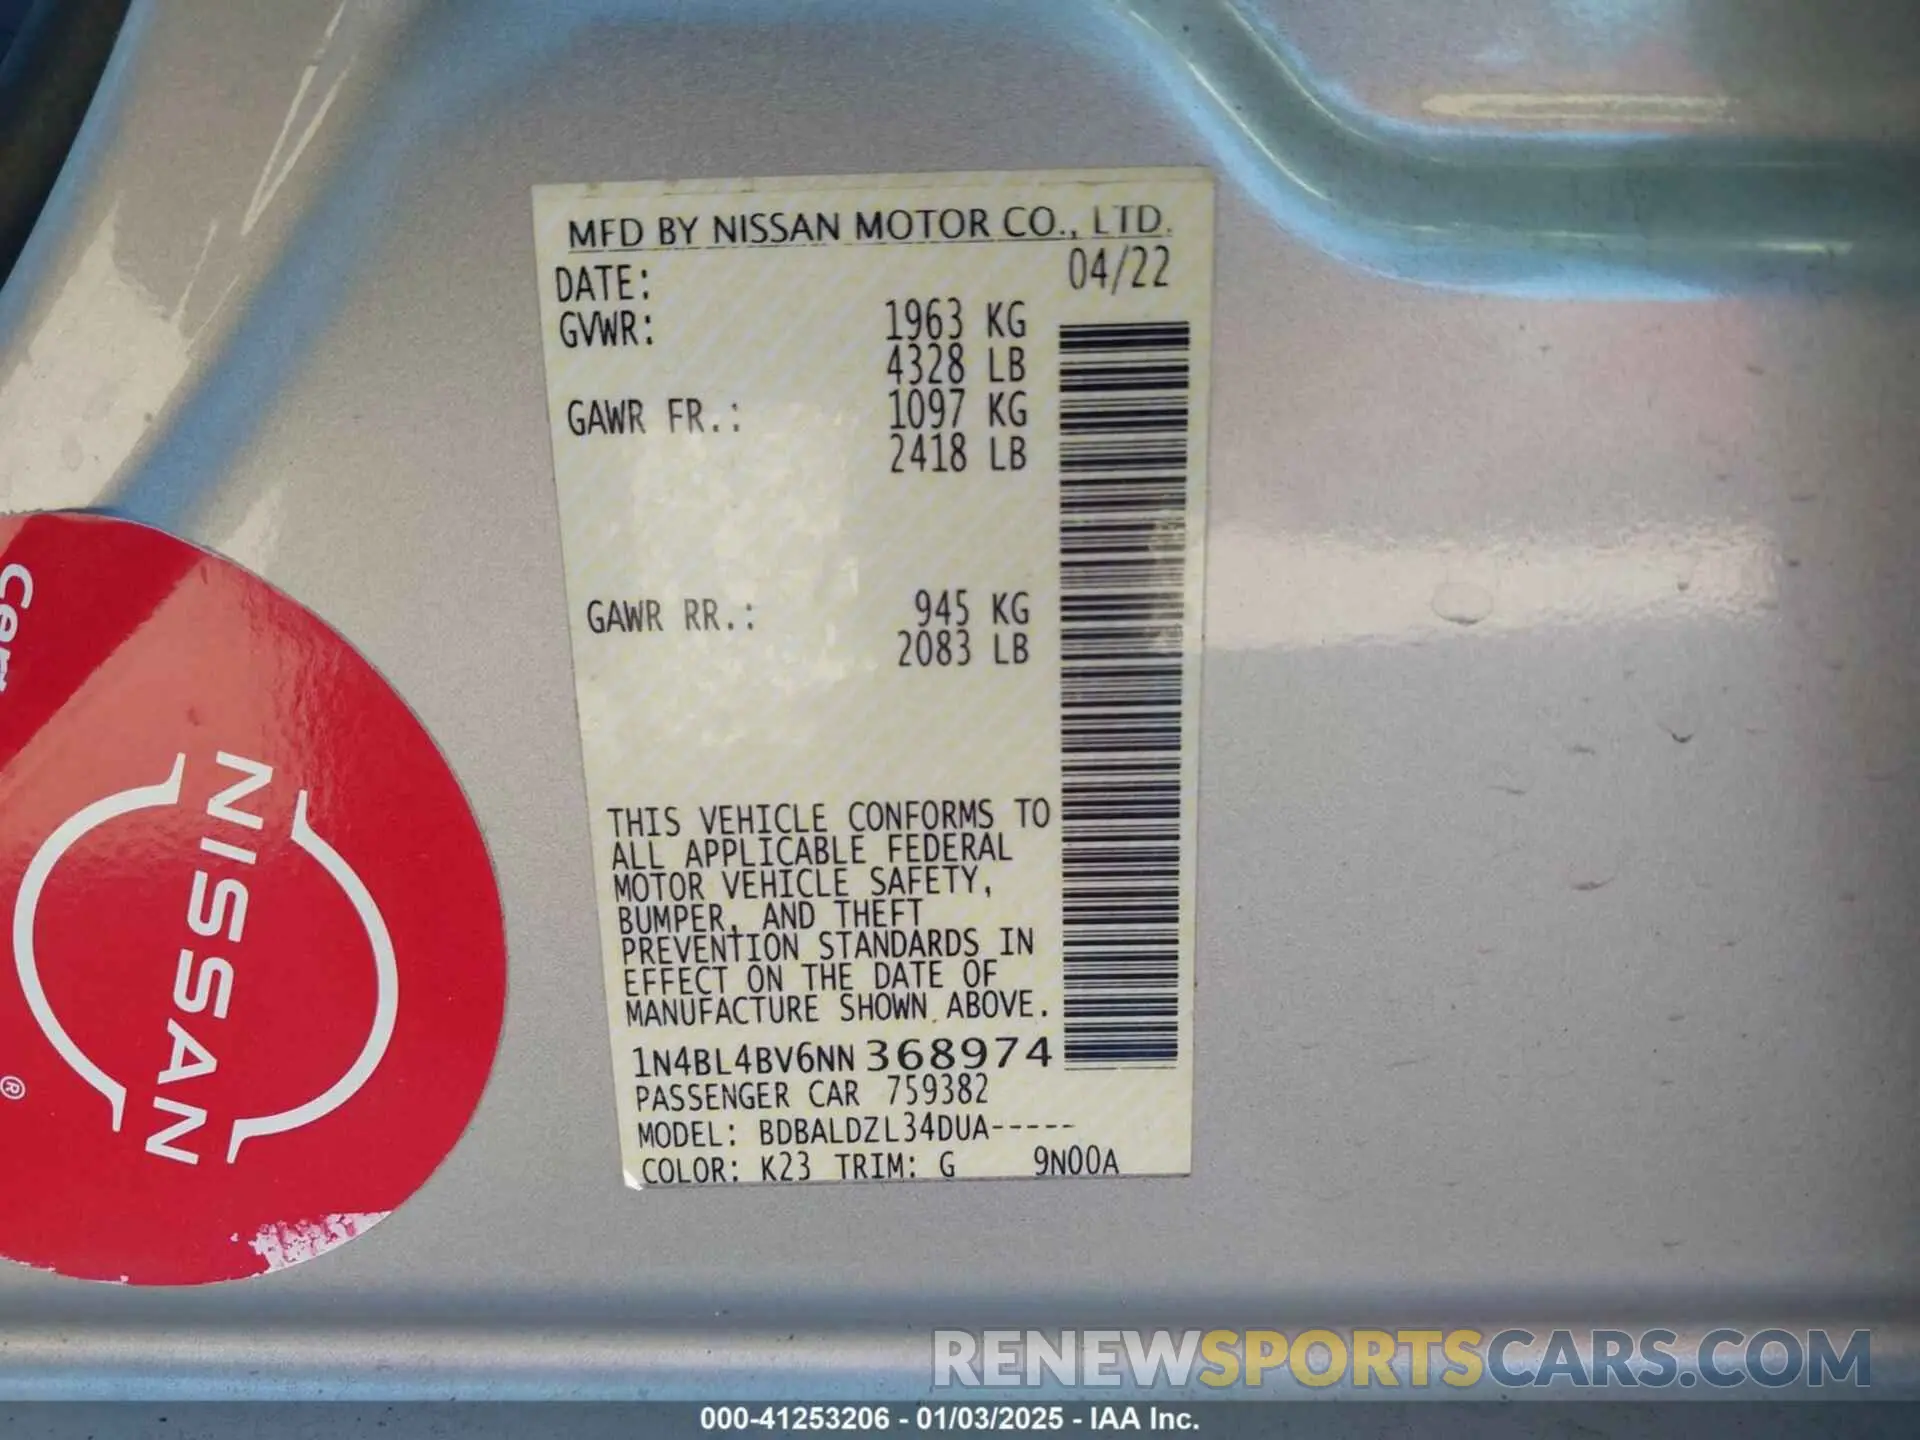 MFD BY NISSAN MOTOR CO., LTD.
DATE: 04/22
GVWR: 1963 KG
4328 LB
GAWR FR.: 1097 KG
2418 LB
GAWR RR.: 945 KG
2083 LB
THIS VEHICLE CONFORMS TO
ALL APPLICABLE FEDERAL
MOTOR VEHICLE SAFETY,
BUMPER, AND THEFT
PREVENTION STANDARDS IN
EFFECT ON THE DATE OF
MANUFACTURE SHOWN ABOVE.
1N4BL4BV6NN 368974
PASSENGER CAR 759382
MODEL: BDBALDZL34DUA-----
COLOR: K23 TRIM: G 9N00A
NISSAN
®
RENEWSPORTSCARS.COM
000-41253206 - 01/03/2025 - IAA Inc.